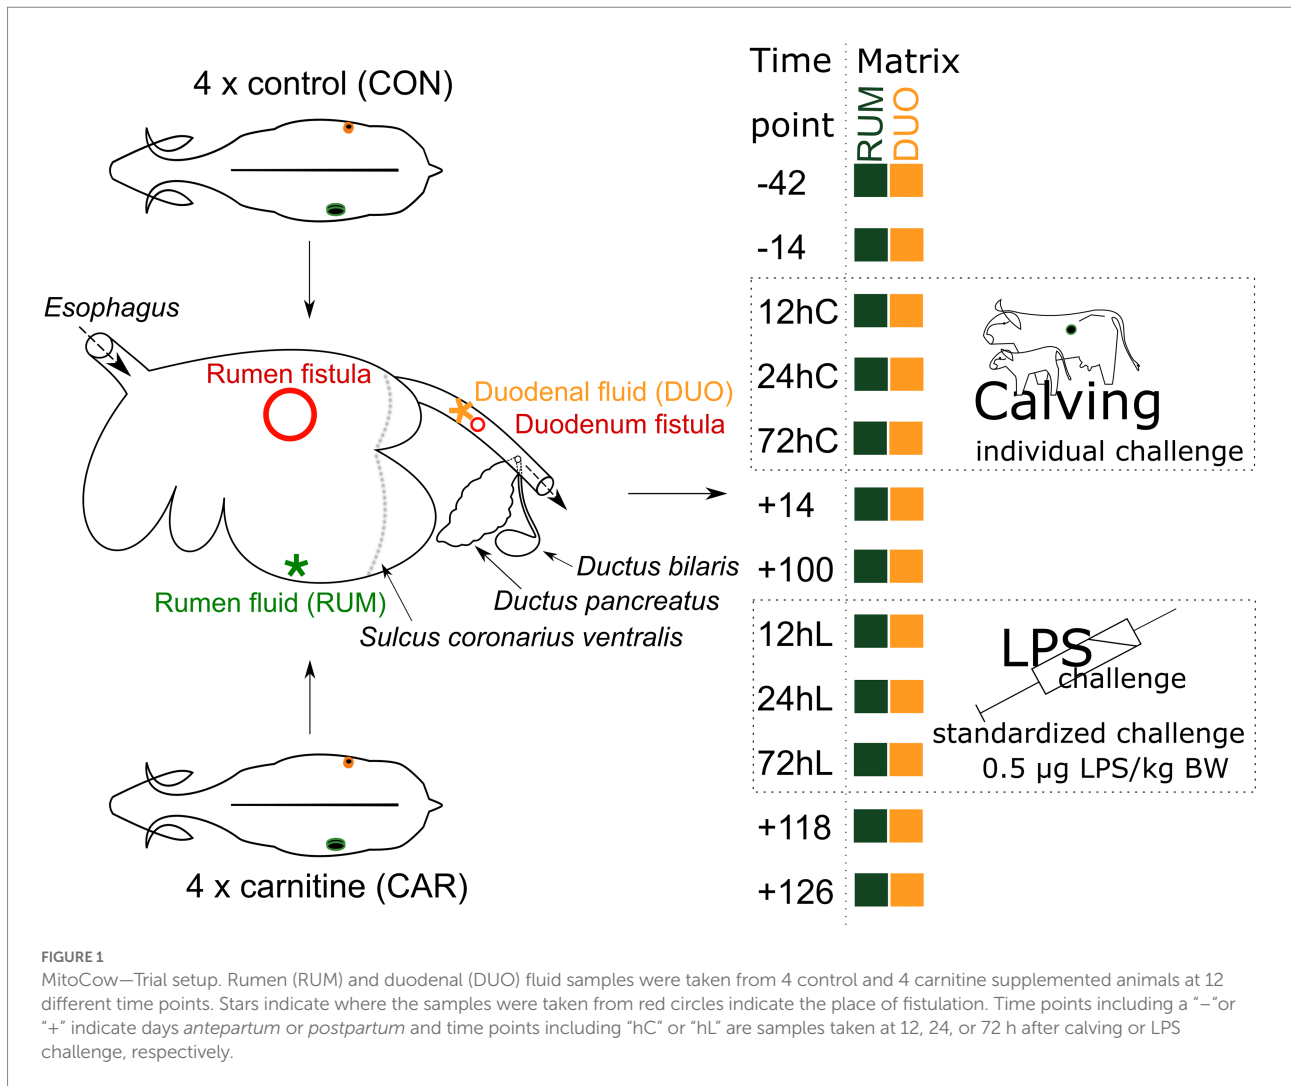 4 x control (CON)
Esophagus
Rumen fistula
Duodenal fluid (DUO)
Duodenum fistula
Ductus bilaris
Ductus pancreatus
Rumen fluid (RUM)
Sulcus coronarius ventralis
4 x carnitine (CAR)
Time point
Matrix
RUM
DUO
-42
-14
12hC
24hC
72hC
Calving
individual challenge
+14
+100
12hL
24hL
72hL
LPS
challenge
standardized challenge
0.5 µg LPS/kg BW
+118
+126
FIGURE 1
MitoCow—Trial setup. Rumen (RUM) and duodenal (DUO) fluid samples were taken from 4 control and 4 carnitine supplemented animals at 12
different time points. Stars indicate where the samples were taken from red circles indicate the place of fistulation. Time points including a “−“or
“+” indicate days antepartum or postpartum and time points including “hC” or “hL” are samples taken at 12, 24, or 72 h after calving or LPS
challenge, respectively.